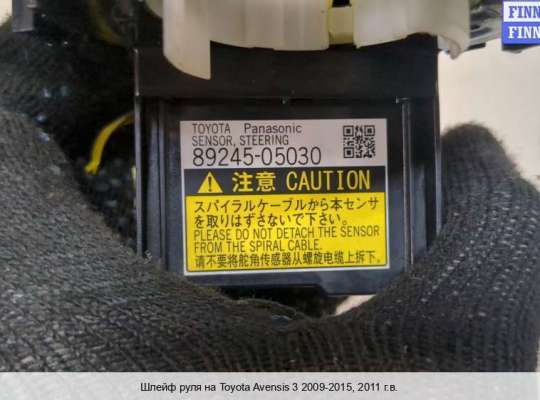 FINN
FINN
TOYOTA Panasonic
SENSOR, STEERING
89245-05030
注意 CAUTION
スパイラルケーブルから本センサ
を取りはずさないで下さい。
PLEASE DO NOT DETACH THE SENSOR
FROM THE SPIRAL CABLE.
请不要将舵角传感器从螺旋电缆上拆下。
Шлейф руля на Toyota Avensis 3 2009-2015, 2011 г.в.